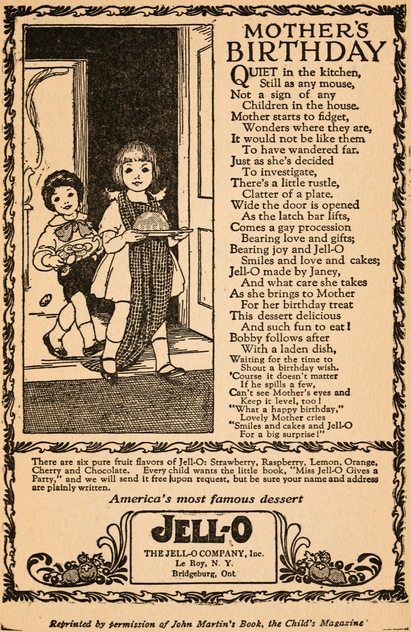 MOTHER'S
BIRTHDAY
QUIET in the kitchen,
Still as any mouse,
Not a sign of any
Children in the house.
Mother starts to fidget,
Wonders where they are,
It would not be like them
To have wandered far.
Just as she's decided
To investigate,
There's a little rustle,
Clatter of a plate.
Wide the door is opened
As the latch bar lifts,
Comes a gay procession
Bearing love and gifts;
Bearing joy and Jell-O
Smiles and love and cakes;
Jell-O made by Janey,
And what care she takes
As she brings to Mother
For her birthday treat
This dessert delicious
And such fun to eat!
Bobby follows after
With a laden dish,
Waiting for the time to
Shout a birthday wish.
'Course it doesn't matter
If he spills a few,
Can't see Mother's eyes and
Keep it level, too!
"What a happy birthday,"
Lovely Mother cries
"Smiles and cakes and Jell-O
For a big surprise!"
There are six pure fruit flavors of Jell-O: Strawberry, Raspberry, Lemon, Orange,
Cherry and Chocolate. Every child wants the little book, "Miss Jell-O Gives a
Party," and we will send it free upon request, but be sure your name and address
are plainly written.
America's most famous dessert
JELL-O
THE JELL-O COMPANY, Inc.
Le Roy, N. Y.
Bridgeburg, Ont
Reprinted by permission of John Martin's Book, the Child's Magazine